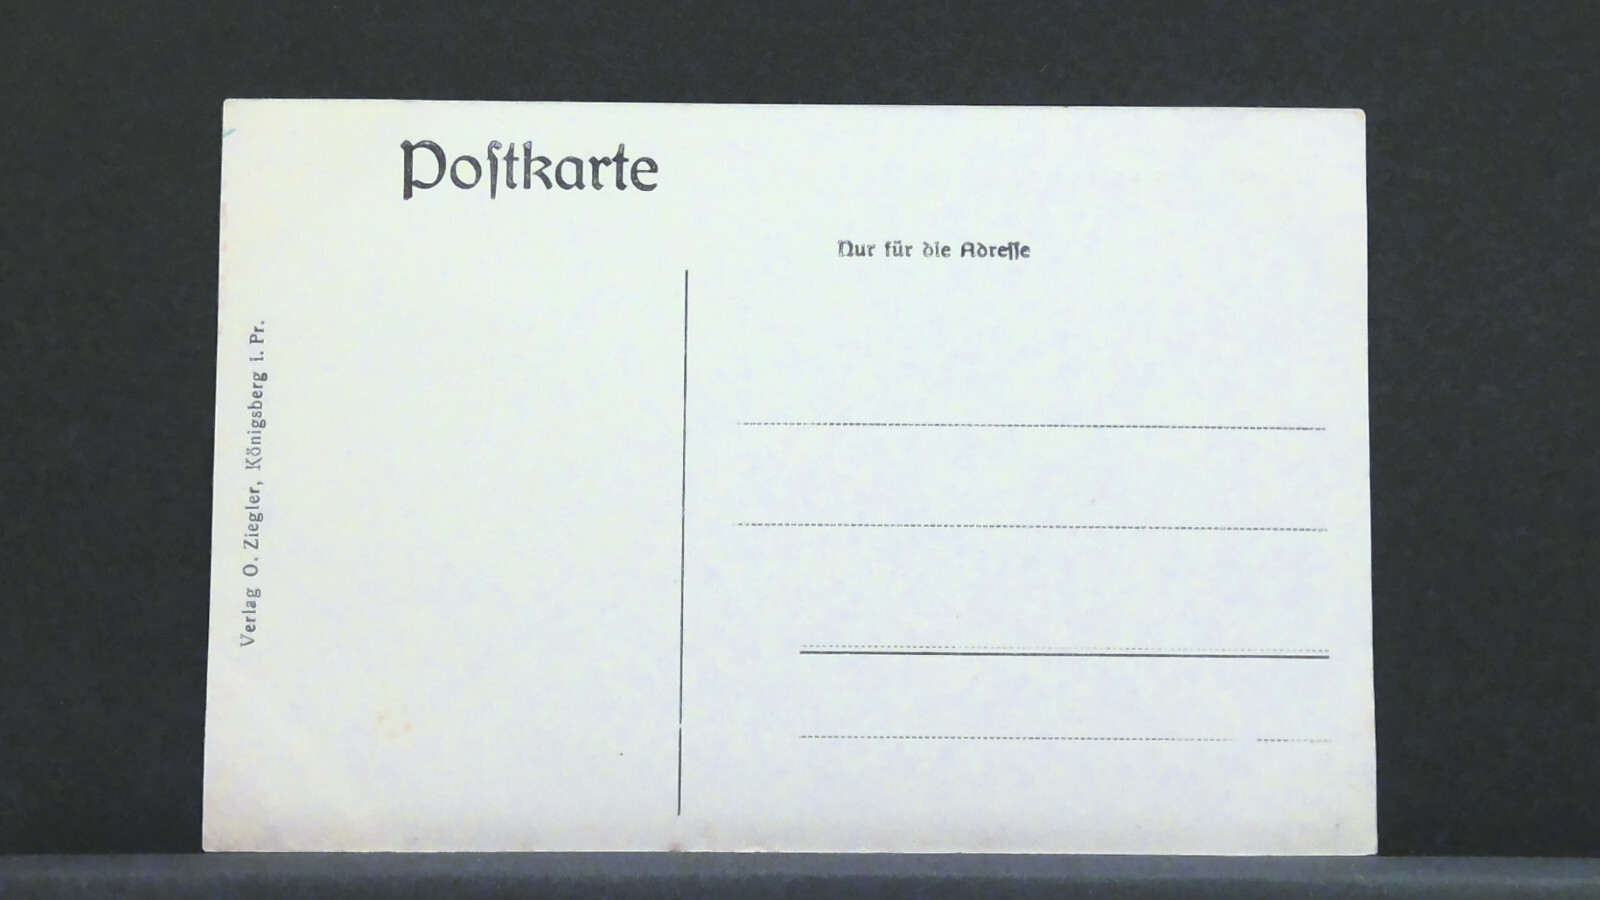 Poſtkarte
Nur für die Adreſſe
Verlag O. Ziegler, Königsberg i. Pr.